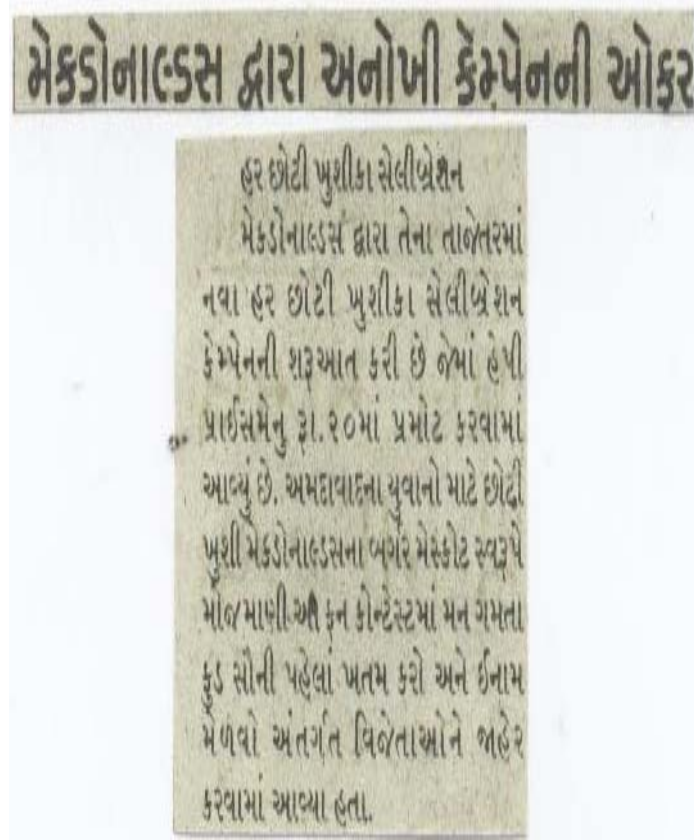 મેકડોનાલ્ડસ દ્વારા અનોખી કેમ્પેનની ઓફર
હર છોટી ખુશીકા સેલીબ્રેશન
મેકડોનાલ્ડસ દ્વારા તેના તાજેતરમાં
નવા હર છોટી ખુશીકા સેલીબ્રેશન
કેમ્પેનની શરૂઆત કરી છે જેમાં હેપી
પ્રાઈસમેનુ રૂા.૨૦માં પ્રમોટ કરવામાં
આવ્યું છે. અમદાવાદના યુવાનો માટે છોટી
ખુશી મેકડોનાલ્ડસના બર્ગર મેસ્કોટ સ્વરૂપે
મોજમાણી આ ફન કોન્ટેસ્ટમાં મન ગમતા
ફુડ સૌની પહેલાં ખતમ કરો અને ઈનામ
મેળવો અંતર્ગત વિજેતાઓને જાહેર
કરવામાં આવ્યા હતા.